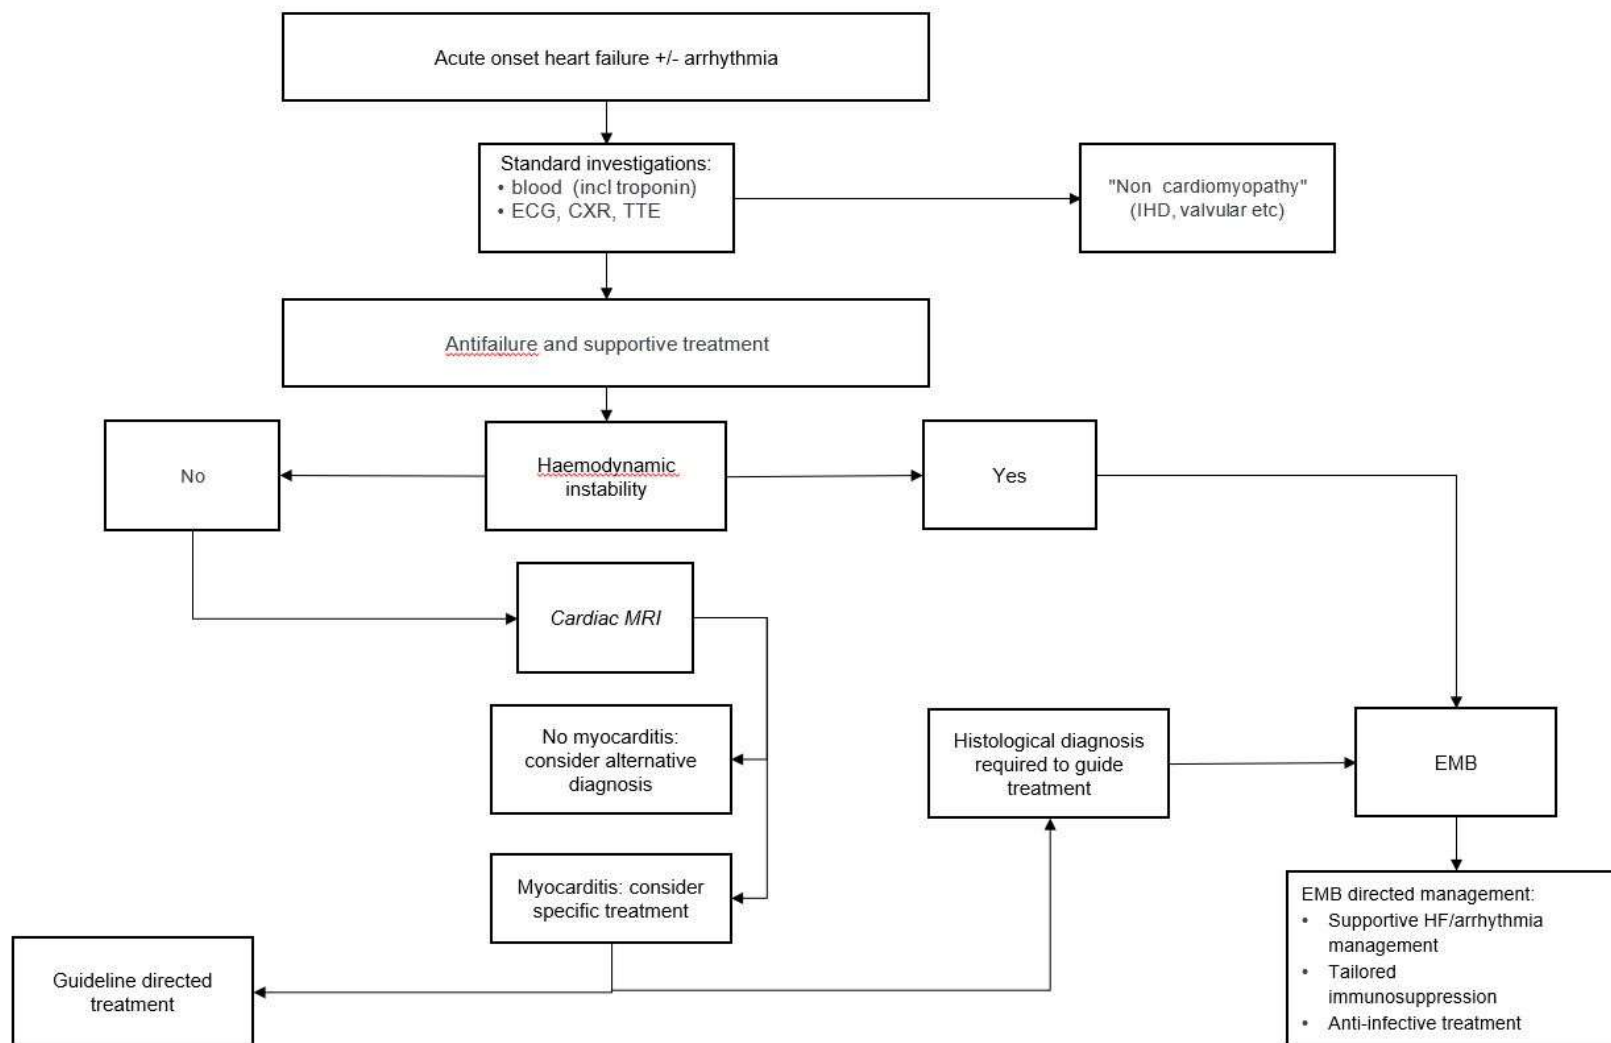 Acute onset heart failure +/- arrhythmia
Standard investigations:
• blood (incl troponin)
• ECG, CXR, TTE
"Non cardiomyopathy"
(IHD, valvular etc)
Antifailure and supportive treatment
No
Haemodynamic
instability
Yes
Cardiac MRI
No myocarditis:
consider alternative
diagnosis
Histological diagnosis
required to guide
treatment
EMB
Myocarditis: consider
specific treatment
Guideline directed
treatment
EMB directed management:
• Supportive HF/arrhythmia
management
• Tailored
immunosuppression
• Anti-infective treatment